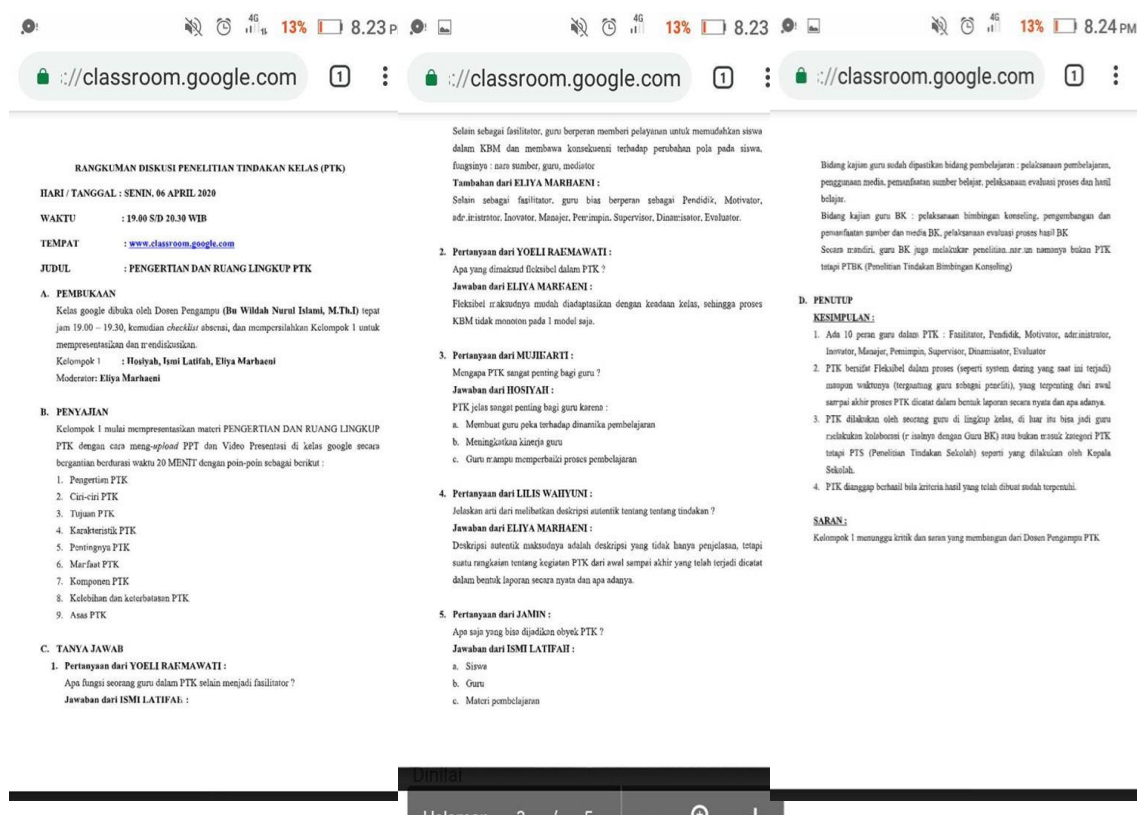 4G 13% 8.23 P
://classroom.google.com 1
RANGKUMAN DISKUSI PENELITIAN TINDAKAN KELAS (PTK)
HARI / TANGGAL : SENIN, 06 APRIL 2020
WAKTU : 19.00 S/D 20.30 WIB
TEMPAT : www.classroom.google.com
JUDUL : PENGERTIAN DAN RUANG LINGKUP PTK
A. PEMBUKAAN
Kelas google dibuka oleh Dosen Pengampu (Bu Wildah Nurul Islami, M.Th.I) tepat
jam 19.00 – 19.30, kemudian checklist absensi, dan mempersilahkan Kelompok 1 untuk
mempresentasikan dan mendiskusikan.
Kelompok 1 : Hosiyah, Ismi Latifah, Eliya Marhaeni
Moderator: Eliya Marhaeni
B. PENYAJIAN
Kelompok 1 mulai mempresentasikan materi PENGERTIAN DAN RUANG LINGKUP
PTK dengan cara meng-upload PPT dan Video Presentasi di kelas google secara
bergantian berdurasi waktu 20 MENIT dengan poin-poin sebagai berikut :
1. Pengertian PTK
2. Ciri-ciri PTK
3. Tujuan PTK
4. Karakteristik PTK
5. Pentingnya PTK
6. Manfaat PTK
7. Komponen PTK
8. Kelebihan dan keterbatasan PTK
9. Asas PTK
C. TANYA JAWAB
1. Pertanyaan dari YOELI RAKMAWATI :
Apa fungsi seorang guru dalam PTK selain menjadi fasilitator ?
Jawaban dari ISMI LATIFAH :
4G 13% 8.23
://classroom.google.com 1
Selain sebagai fasilitator, guru berperan memberi pelayanan untuk memudahkan siswa
dalam KBM dan membawa konsekuensi terhadap perubahan pola pada siswa,
fungsinya : nara sumber, guru, mediator
Tambahan dari ELIYA MARHAENI :
Selain sebagai fasilitator, guru bias berperan sebagai Pendidik, Motivator,
administrator, Inovator, Manajer, Pemimpin, Supervisor, Dinamisator, Evaluator.
2. Pertanyaan dari YOELI RAKMAWATI :
Apa yang dimaksud fleksibel dalam PTK ?
Jawaban dari ELIYA MARHAENI :
Fleksibel maksudnya mudah diadaptasikan dengan keadaan kelas, sehingga proses
KBM tidak monoton pada 1 model saja.
3. Pertanyaan dari MUJIHARTI :
Mengapa PTK sangat penting bagi guru ?
Jawaban dari HOSIYAH :
PTK jelas sangat penting bagi guru karena :
a. Membuat guru peka terhadap dinamika pembelajaran
b. Meningkatkan kinerja guru
c. Guru mampu memperbaiki proses pembelajaran
4. Pertanyaan dari LILIS WAHYUNI :
Jelaskan arti dari melibatkan deskripsi autentik tentang tentang tindakan ?
Jawaban dari ELIYA MARHAENI :
Deskripsi autentik maksudnya adalah deskripsi yang tidak hanya penjelasan, tetapi
suatu rangkaian tentang kegiatan PTK dari awal sampai akhir yang telah terjadi dicatat
dalam bentuk laporan secara nyata dan apa adanya.
5. Pertanyaan dari JAMIN :
Apa saja yang bisa dijadikan obyek PTK ?
Jawaban dari ISMI LATIFAH :
a. Siswa
b. Guru
c. Materi pembelajaran
Dinilai
Halaman 2 / 5
4G 13% 8.24 PM
://classroom.google.com 1
Bidang kajian guru sudah dipastikan bidang pembelajaran : pelaksanaan pembelajaran,
penggunaan media, pemanfaatan sumber belajar, pelaksanaan evaluasi proses dan hasil
belajar.
Bidang kajian guru BK : pelaksanaan bimbingan konseling, pengembangan dan
pemanfaatan sumber dan media BK, pelaksanaan evaluasi proses hasil BK
Secara mandiri, guru BK juga melakukan penelitian namun namanya bukan PTK
tetapi PTBK (Penelitian Tindakan Bimbingan Konseling)
D. PENUTUP
KESIMPULAN :
1. Ada 10 peran guru dalam PTK : Fasilitator, Pendidik, Motivator, administrator,
Inovator, Manajer, Pemimpin, Supervisor, Dinamisator, Evaluator
2. PTK bersifat Fleksibel dalam proses (seperti system daring yang saat ini terjadi)
maupun waktunya (tergantung guru sebagai peneliti), yang terpenting dari awal
sampai akhir proses PTK dicatat dalam bentuk laporan secara nyata dan apa adanya.
3. PTK dilakukan oleh seorang guru di lingkup kelas, di luar itu bisa jadi guru
melakukan kolaborasi (misalnya dengan Guru BK) atau bukan masuk kategori PTK
tetapi PTS (Penelitian Tindakan Sekolah) seperti yang dilakukan oleh Kepala
Sekolah.
4. PTK dianggap berhasil bila kriteria hasil yang telah dibuat sudah terpenuhi.
SARAN :
Kelompok 1 menunggu kritik dan saran yang membangun dari Dosen Pengampu PTK